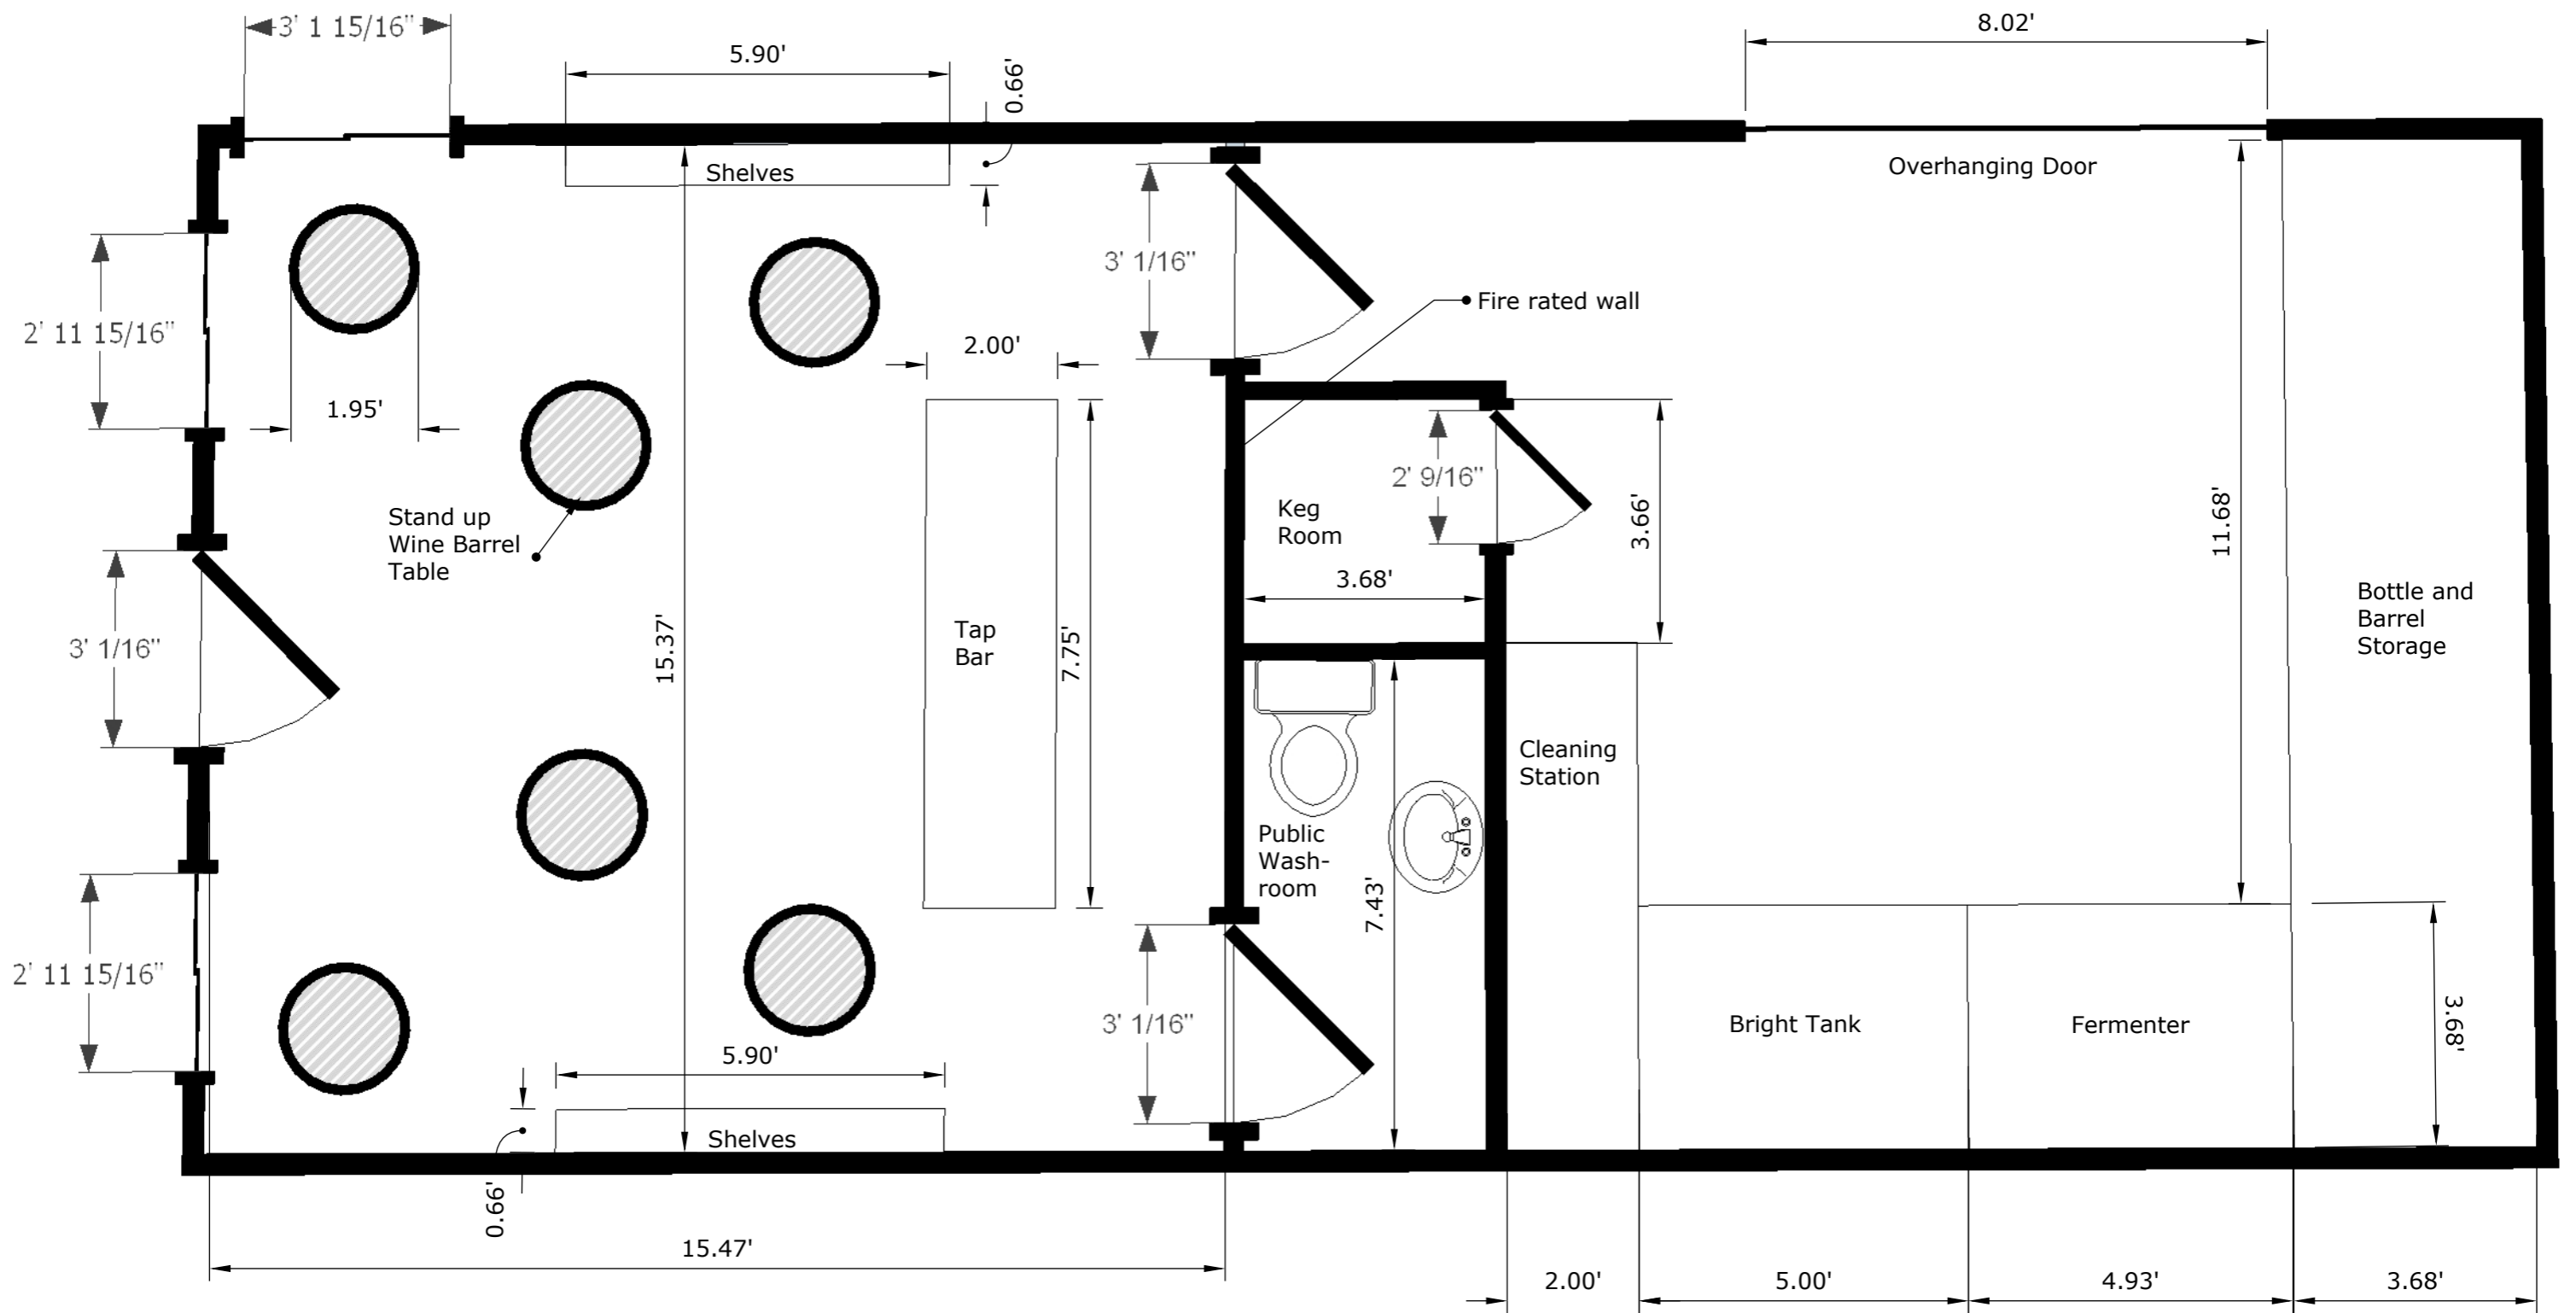 3' 1 15/16"
5.90'
0.66'
8.02'
Shelves
Overhanging Door
3' 1/16"
Fire rated wall
2' 11 15/16"
2.00'
1.95'
2' 9/16"
Keg
Room
3.66'
11.68'
Stand up
Wine Barrel
Table
3.68'
Bottle and
Barrel
Storage
3' 1/16"
15.37'
Tap
Bar
7.75'
Cleaning
Station
Public
Wash-
room
7.43'
2' 11 15/16"
3' 1/16"
Bright Tank
Fermenter
3.68'
5.90'
Shelves
0.66'
15.47'
2.00'
5.00'
4.93'
3.68'